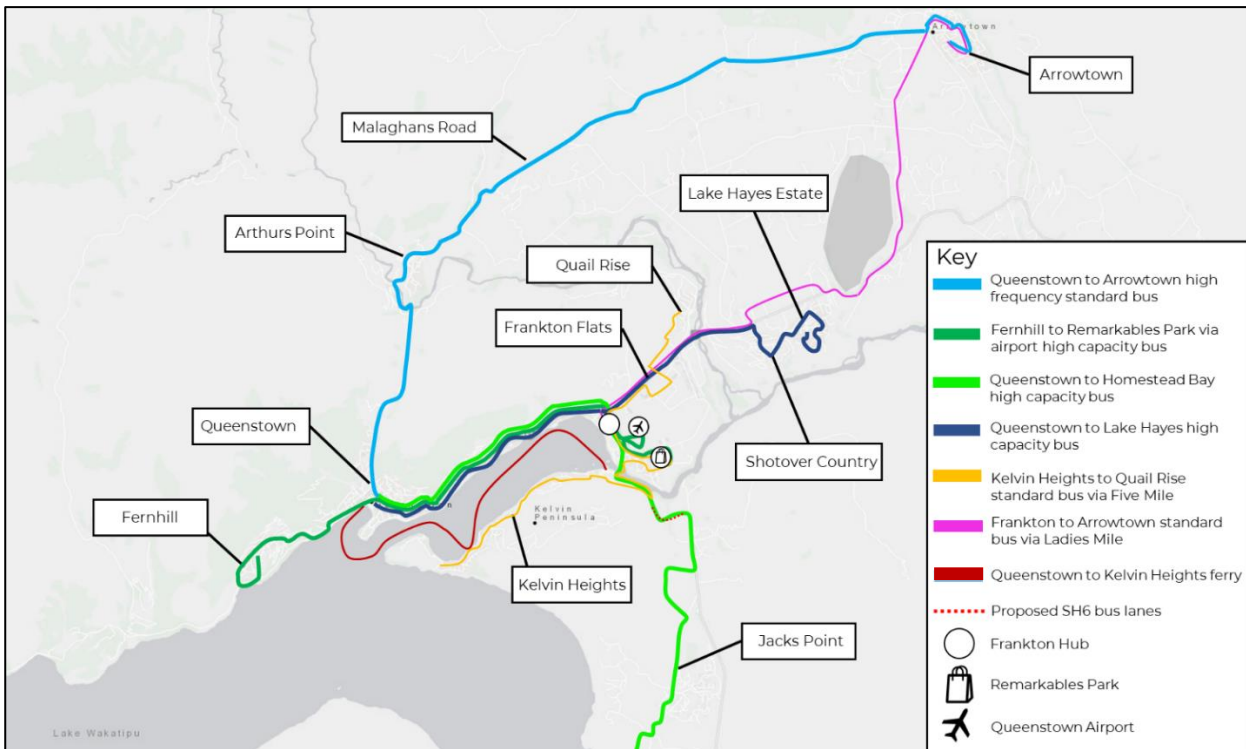 Arrowtown
Arrowtown
Malaghans Road
Lake Hayes Estate
Arthurs Point
Quail Rise
Frankton Flats
Queenstown
Shotover Country
Fernhill
Kelvin
Peninsula
Kelvin Heights
Jacks Point
Lake Wakatipu
Key
Queenstown to Arrowtown high
frequency standard bus
Fernhill to Remarkables Park via
airport high capacity bus
Queenstown to Homestead Bay
high capacity bus
Queenstown to Lake Hayes high
capacity bus
Kelvin Heights to Quail Rise
standard bus via Five Mile
Frankton to Arrowtown standard
bus via Ladies Mile
Queenstown to Kelvin Heights ferry
Proposed SH6 bus lanes
Frankton Hub
Remarkables Park
Queenstown Airport